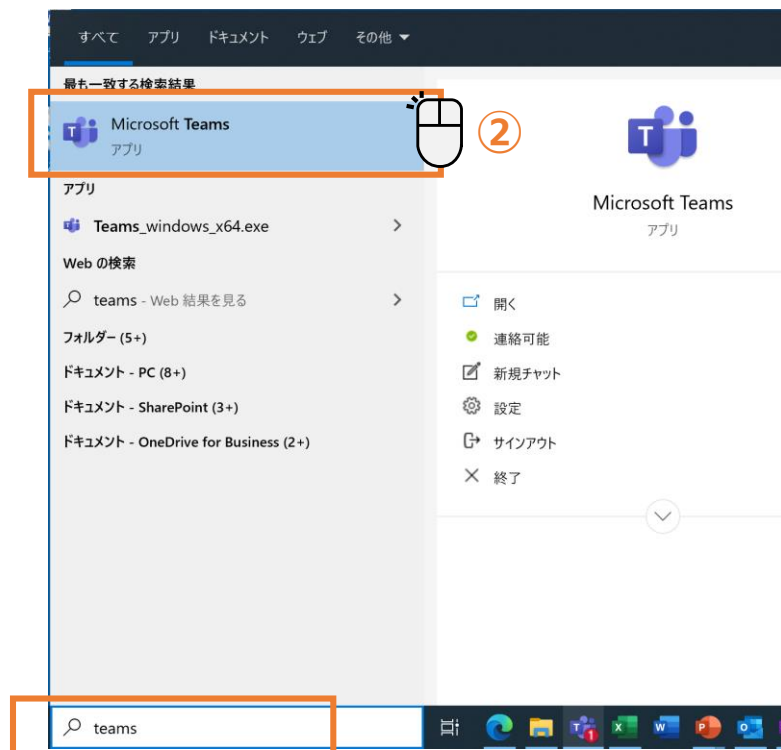 すべて アプリ ドキュメント ウェブ その他 ▼
最も一致する検索結果
Microsoft Teams
アプリ
②
アプリ
Teams_windows_x64.exe
Web の検索
teams - Web 結果を見る
フォルダー (5+)
ドキュメント - PC (8+)
ドキュメント - SharePoint (3+)
ドキュメント - OneDrive for Business (2+)
Microsoft Teams
アプリ
開く
連絡可能
新規チャット
設定
サインアウト
終了
teams